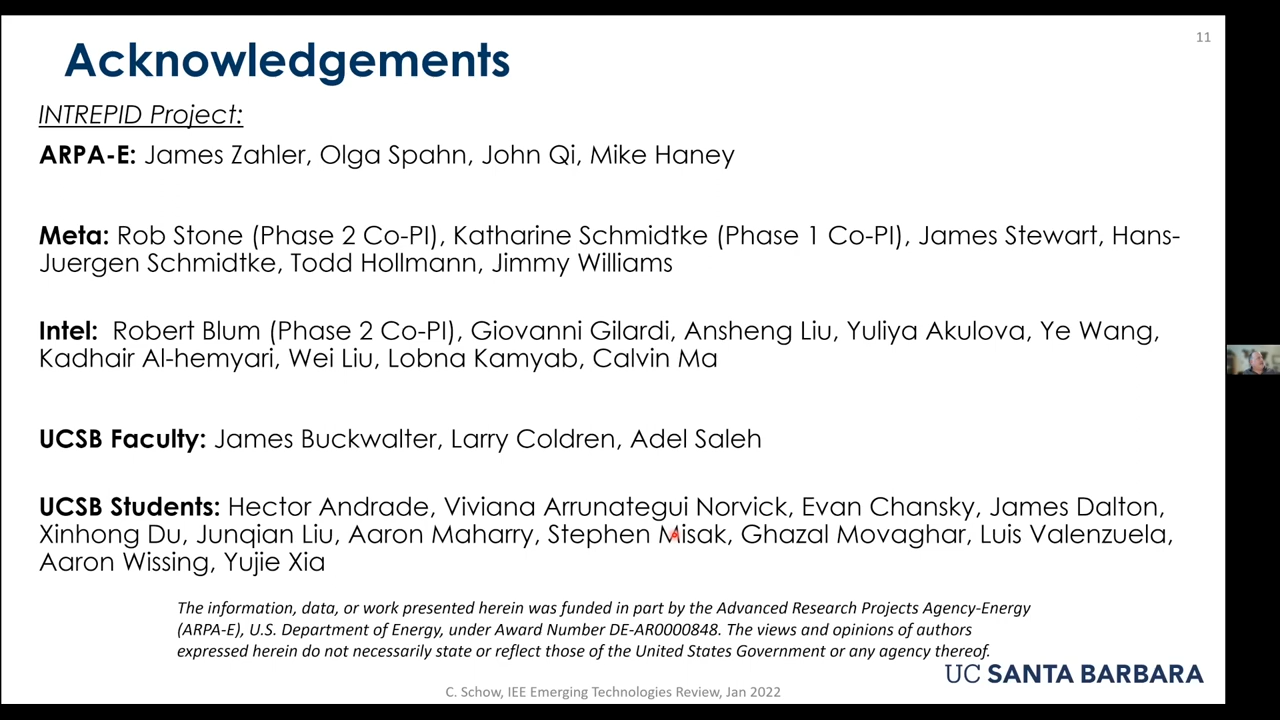 11
Acknowledgements
INTREPID Project:
ARPA-E: James Zahler, Olga Spahn, John Qi, Mike Haney
Meta: Rob Stone (Phase 2 Co-PI), Katharine Schmidtke (Phase 1 Co-PI), James Stewart, Hans-
Juergen Schmidtke, Todd Hollmann, Jimmy Williams
Intel: Robert Blum (Phase 2 Co-PI), Giovanni Gilardi, Ansheng Liu, Yuliya Akulova, Ye Wang,
Kadhair Al-hemyari, Wei Liu, Lobna Kamyab, Calvin Ma
UCSB Faculty: James Buckwalter, Larry Coldren, Adel Saleh
UCSB Students: Hector Andrade, Viviana Arrunategui Norvick, Evan Chansky, James Dalton,
Xinhong Du, Junqian Liu, Aaron Maharry, Stephen Misak, Ghazal Movaghar, Luis Valenzuela,
Aaron Wissing, Yujie Xia
The information, data, or work presented herein was funded in part by the Advanced Research Projects Agency-Energy
(ARPA-E), U.S. Department of Energy, under Award Number DE-AR0000848. The views and opinions of authors
expressed herein do not necessarily state or reflect those of the United States Government or any agency thereof.
UC SANTA BARBARA
C. Schow, IEE Emerging Technologies Review, Jan 2022